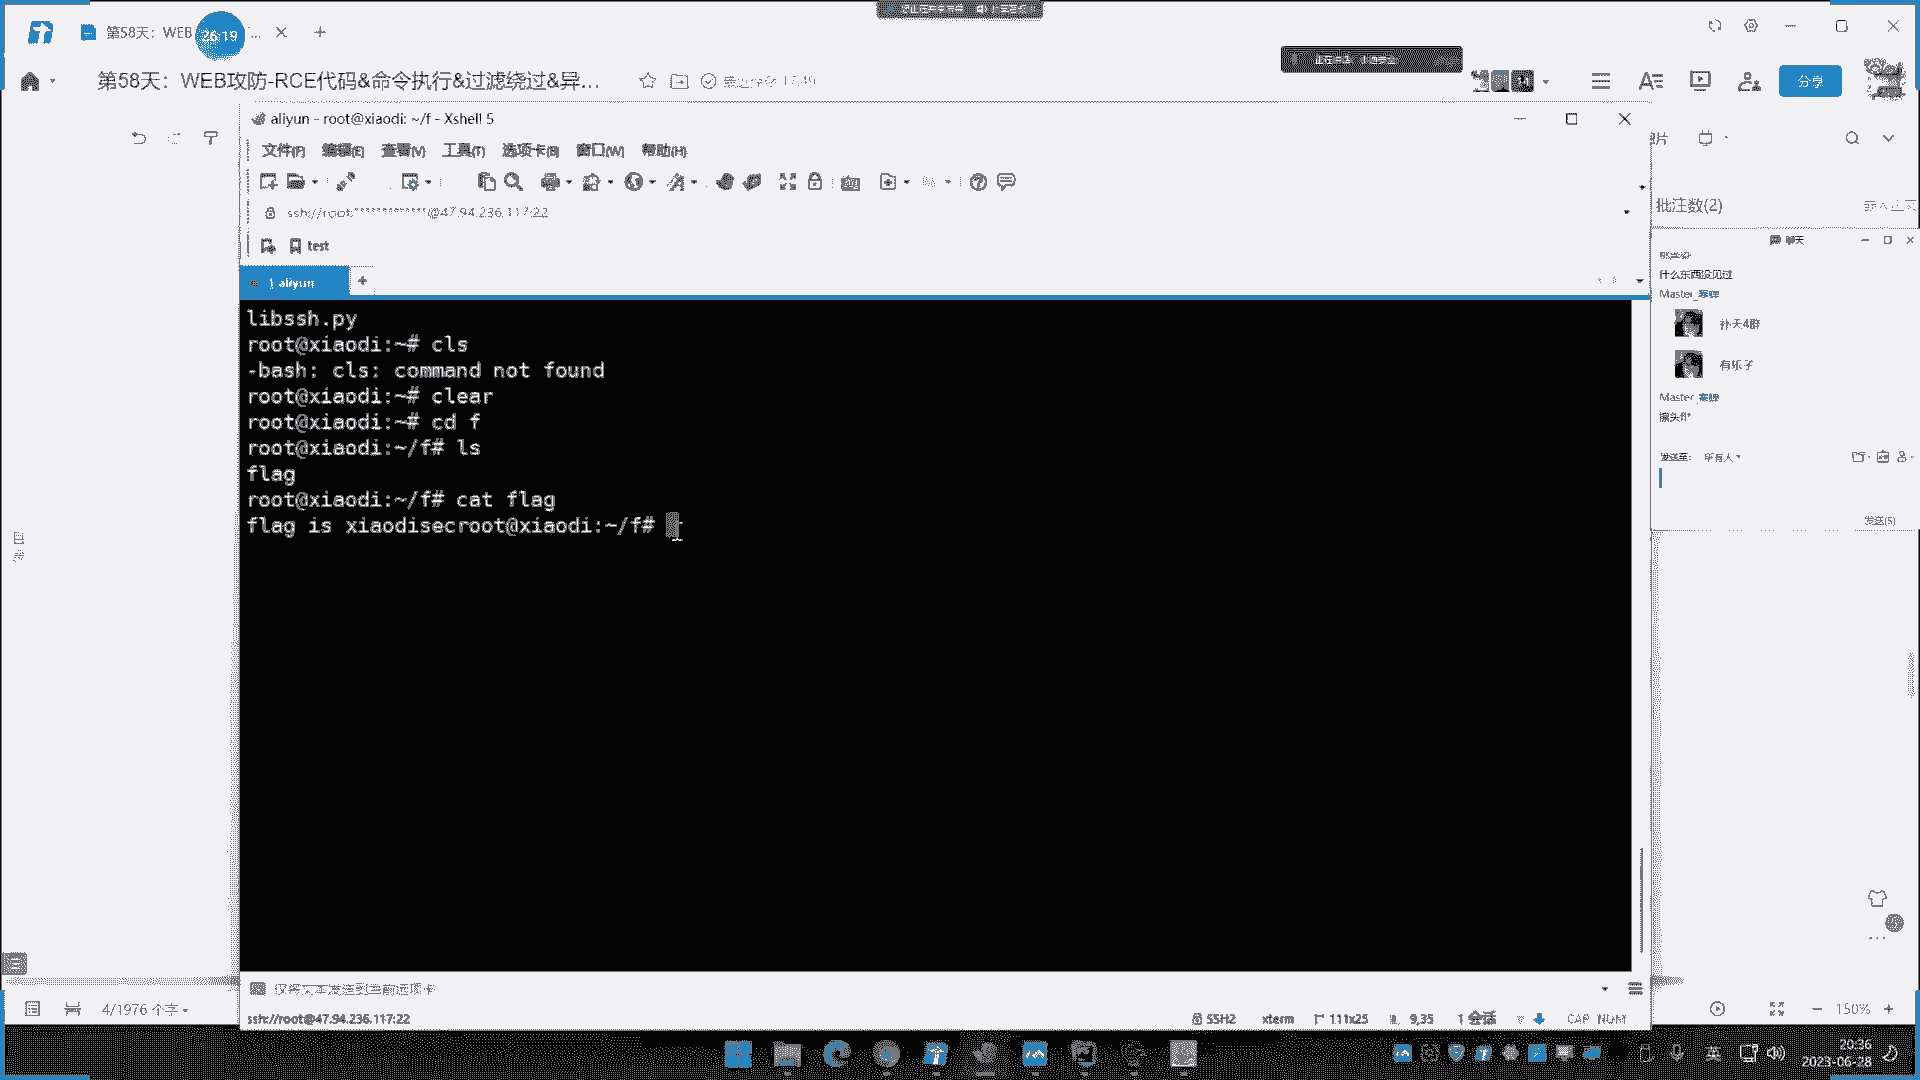 第58天：WEB
26:19
...
第58天：WEB攻防-RCE代码&命令执行&过滤绕过&异...
分享
aliyun - root@xiaodi: ~/f - Xshell 5
文件(F) 编辑(E) 查看(V) 工具(T) 选项卡(B) 窗口(W) 帮助(H)
ssh://root:*************@47.94.236.117:22
test
1 aliyun
libssh.py
root@xiaodi:~# cls
-bash: cls: command not found
root@xiaodi:~# clear
root@xiaodi:~# cd f
root@xiaodi:~/f# ls
flag
root@xiaodi:~/f# cat flag
flag is xiaodisecroot@xiaodi:~/f#
仅将文本发送到当前选项卡
ssh://root@47.94.236.117:22
SSH2
xterm
111x25
9,35
1 会话
CAP NUM
批注数(2)
聊天
什么东西没见过
补天4群
有乐子
发送至: 所有人
发送(S)
4/1976 个字
150%
英
20:36
2023-06-28